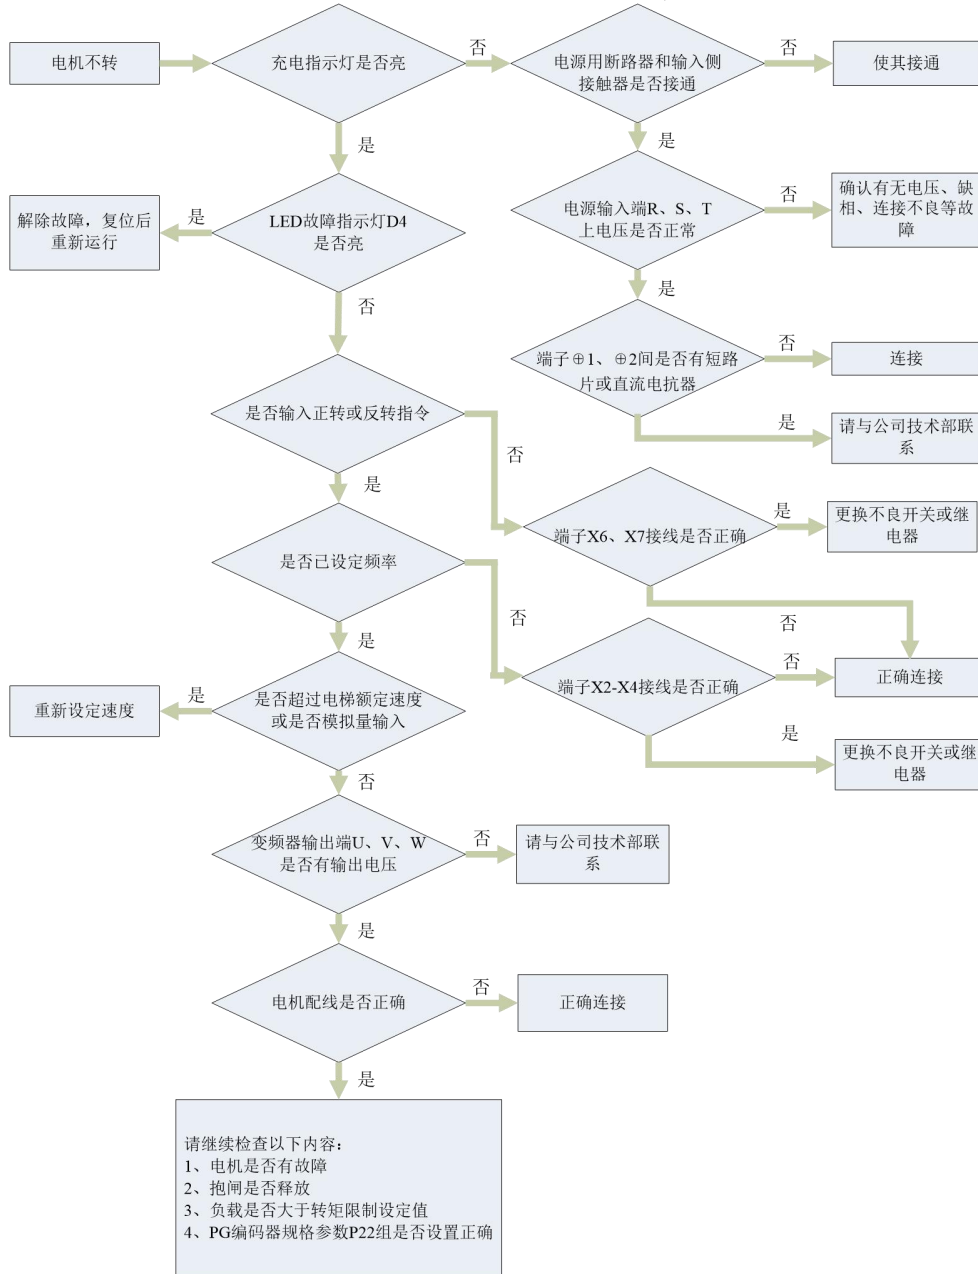 电机不转
充电指示灯是否亮
否
电源用断路器和输入侧
接触器是否接通
否
使其接通
是
是
解除故障，复位后
重新运行
是
LED故障指示灯D4
是否亮
电源输入端R、S、T
上电压是否正常
否
确认有无电压、缺
相、连接不良等故
障
否
是
端子⊕1、⊕2间是否有短路
片或直流电抗器
否
连接
是
请与公司技术部联
系
是否输入正转或反转指令
否
是
端子X6、X7接线是否正确
是
更换不良开关或继
电器
否
是否已设定频率
否
是
端子X2-X4接线是否正确
否
正确连接
是
更换不良开关或继
电器
重新设定速度
是
是否超过电梯额定速度
或是否模拟量输入
否
变频器输出端U、V、W
是否有输出电压
否
请与公司技术部联
系
是
电机配线是否正确
否
正确连接
是
请继续检查以下内容：
1、电机是否有故障
2、抱闸是否释放
3、负载是否大于转矩限制设定值
4、PG编码器规格参数P22组是否设置正确